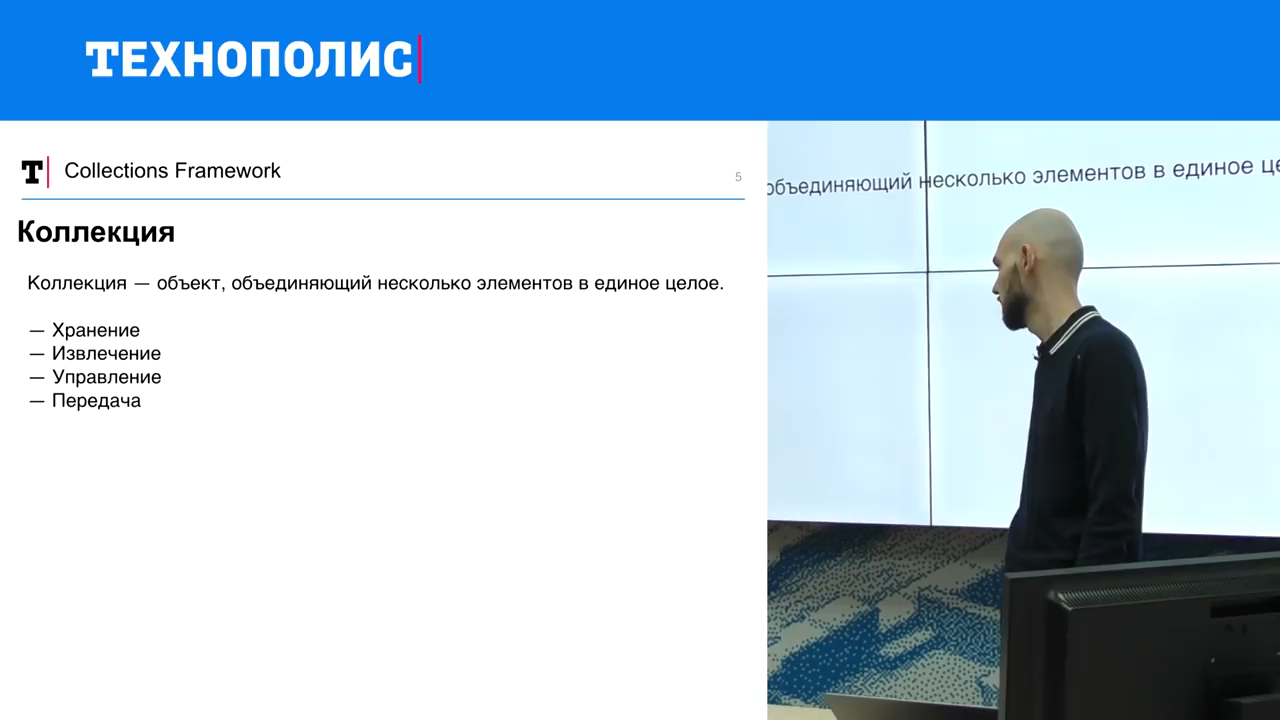 ТЕХНОПОЛИС
T Collections Framework
5
Коллекция
Коллекция — объект, объединяющий несколько элементов в единое целое.
— Хранение
— Извлечение
— Управление
— Передача
объединяющий несколько элементов в единое це